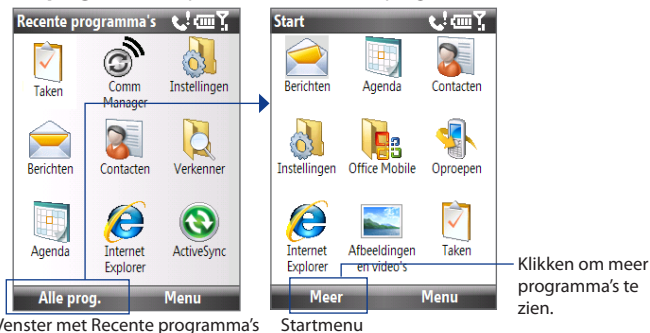 Recente programma's
Taken
Comm Manager
Instellingen
Berichten
Contacten
Verkenner
Agenda
Internet Explorer
ActiveSync
Alle prog.
Menu
Venster met Recente programma's
Start
Berichten
Agenda
Contacten
Instellingen
Office Mobile
Oproepen
Internet Explorer
Afbeeldingen en video's
Taken
Meer
Menu
Startmenu
Klikken om meer
programma's te
zien.